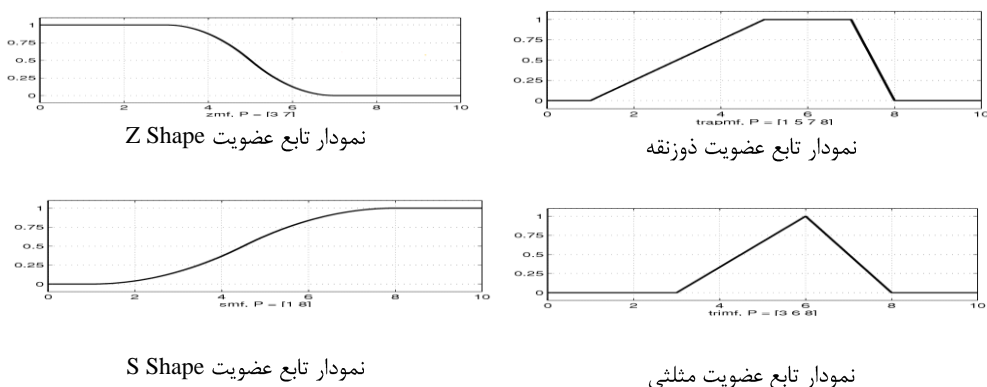 1
0.75
0.5
0.25
0
0 2 4 6 8 10
zmf, P = [3 7]
نمودار تابع عضویت Z Shape
1
0.75
0.5
0.25
0
0 2 4 6 8 10
trapmf, P = [1 5 7 8]
نمودار تابع عضویت ذوزنقه
1
0.75
0.5
0.25
0
0 2 4 6 8 10
smf, P = [1 8]
نمودار تابع عضویت S Shape
1
0.75
0.5
0.25
0
0 2 4 6 8 10
trimf, P = [3 6 8]
نمودار تابع عضویت مثلثی